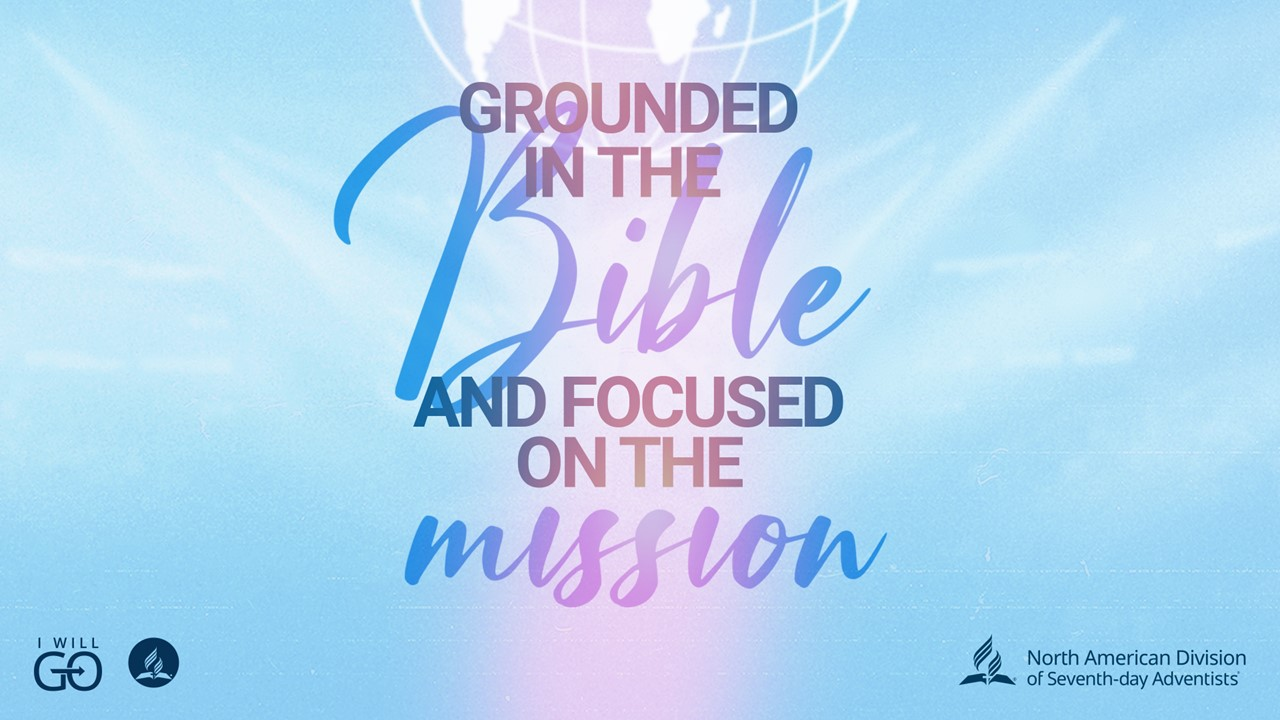 GROUNDED
IN THE
Bible
AND FOCUSED
ON THE
mission
I WILL
GO
North American Division
of Seventh-day Adventists